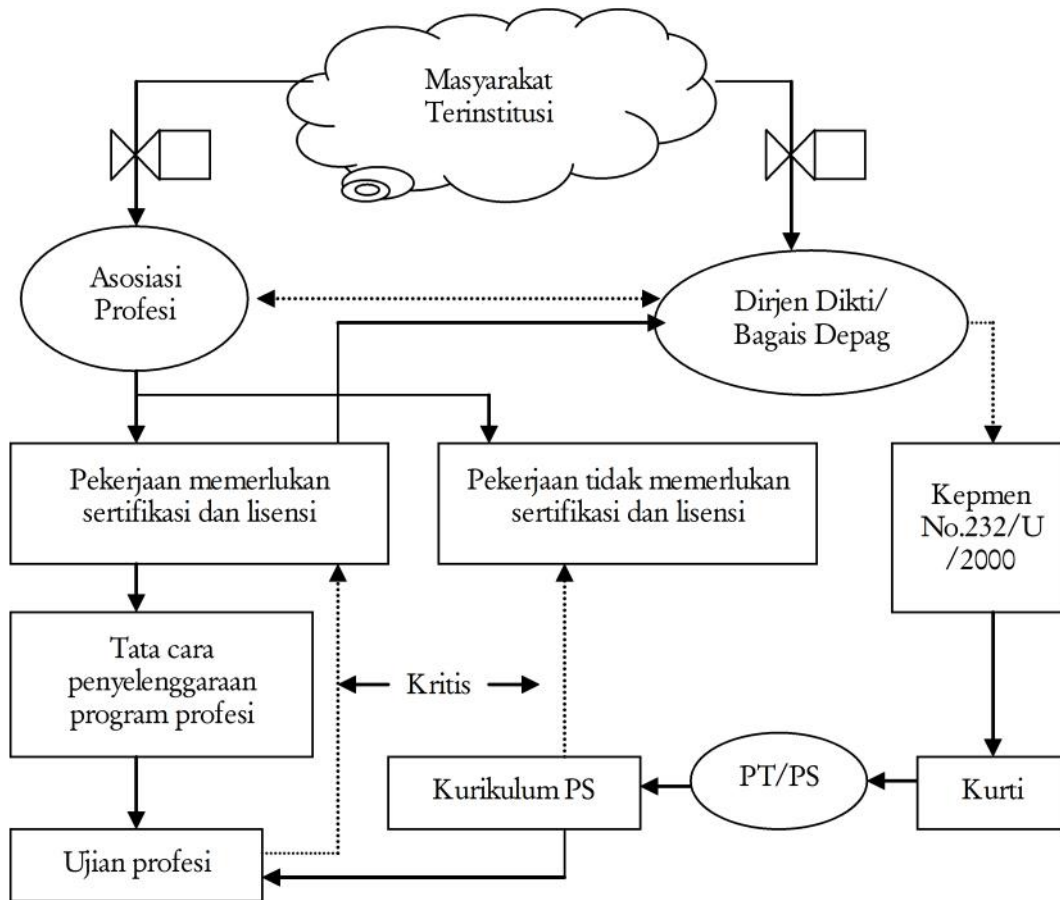 Masyarakat
Terinstitusi
Asosiasi
Profesi
Dirjen Dikti/
Bagais Depag
Pekerjaan memerlukan
sertifikasi dan lisensi
Pekerjaan tidak memerlukan
sertifikasi dan lisensi
Kepmen
No.232/U
/2000
Tata cara
penyelenggaraan
program profesi
Kritis
Kurikulum PS
PT/PS
Kurti
Ujian profesi